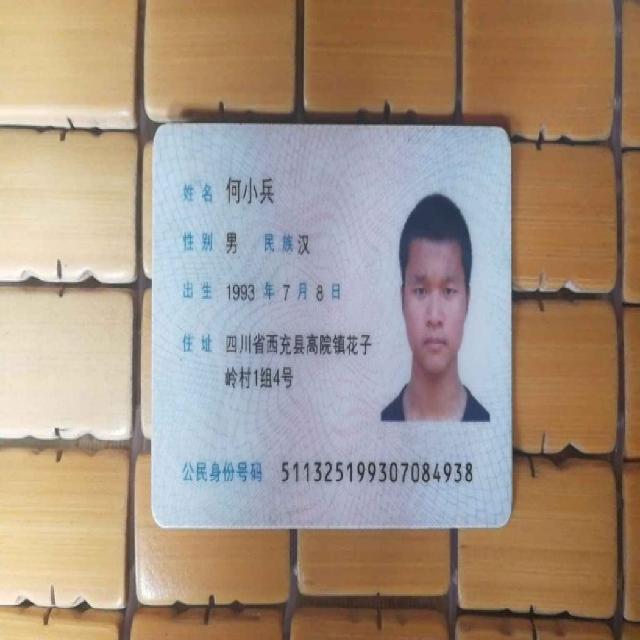 姓名 何小兵
性别 男 民族 汉
出生 1993 年 7 月 8 日
住址 四川省西充县高院镇花子
岭村1组4号
公民身份号码 511325199307084938